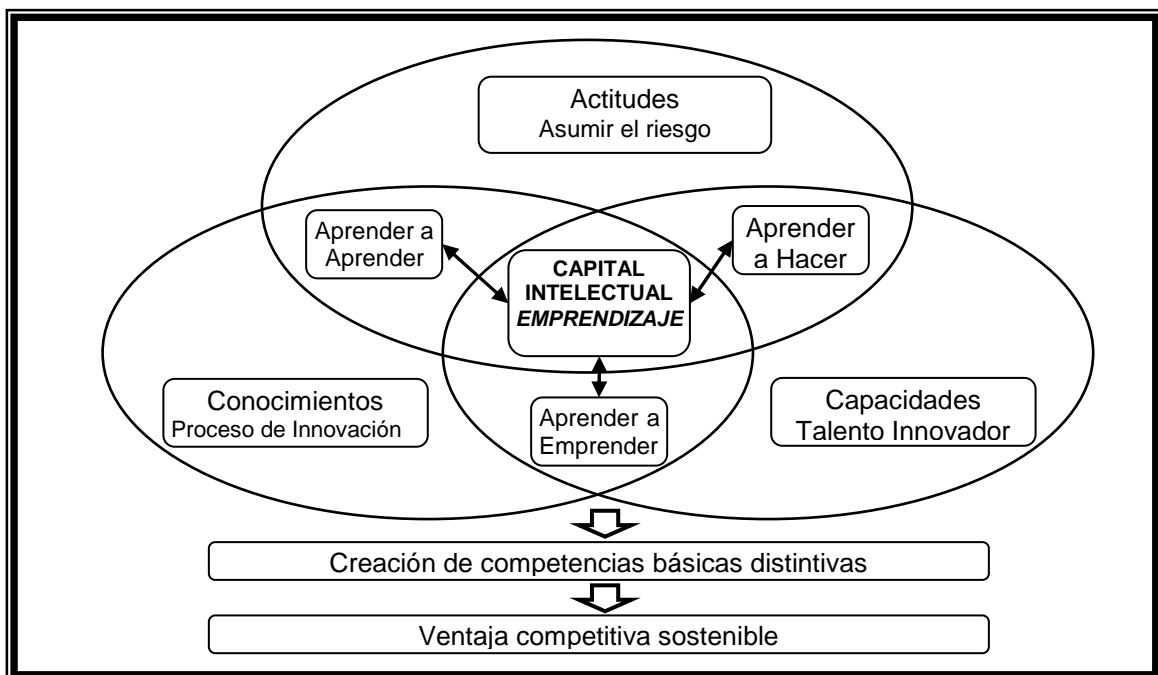 Actitudes
Asumir el riesgo
Aprender a
Aprender
Aprender
a Hacer
CAPITAL
INTELECTUAL
EMPRENDIZAJE
Conocimientos
Proceso de Innovación
Aprender a
Emprender
Capacidades
Talento Innovador
Creación de competencias básicas distintivas
Ventaja competitiva sostenible